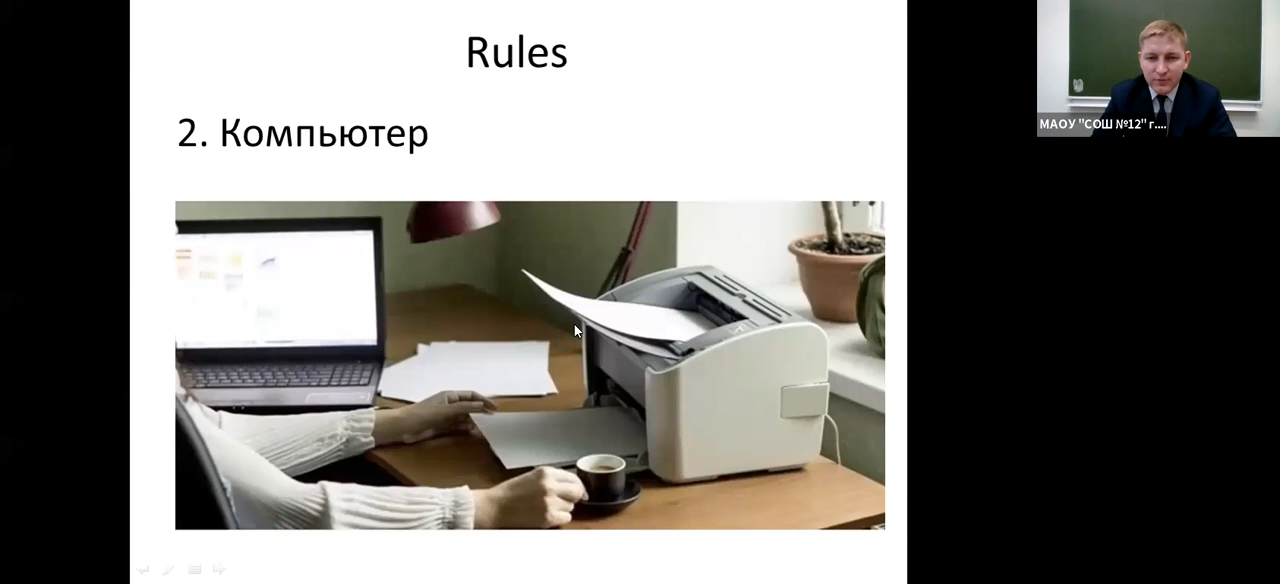 Rules
2. Компьютер
МАОУ "СОШ №12" г....